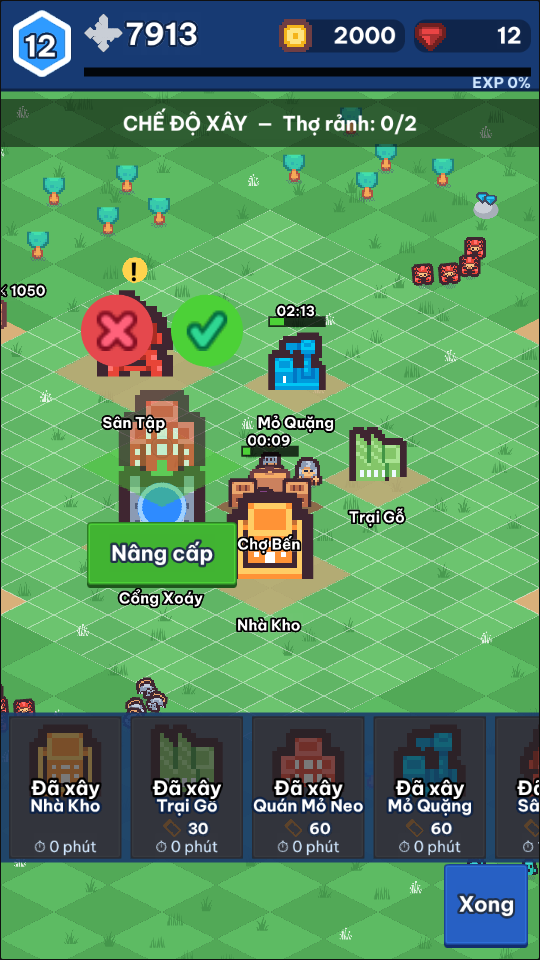 12
7913
2000
12
EXP 0%
CHẾ ĐỘ XÂY — Thợ rảnh: 0/2
1050
!
02:13
Sân Tập
Mỏ Quặng
00:09
Trại Gỗ
Chợ Bến
Nâng cấp
Cổng Xoáy
Nhà Kho
Đã xây
Nhà Kho
0 phút
Đã xây
Trại Gỗ
30
0 phút
Đã xây
Quán Mỏ Neo
60
0 phút
Đã xây
Mỏ Quặng
60
0 phút
Xong